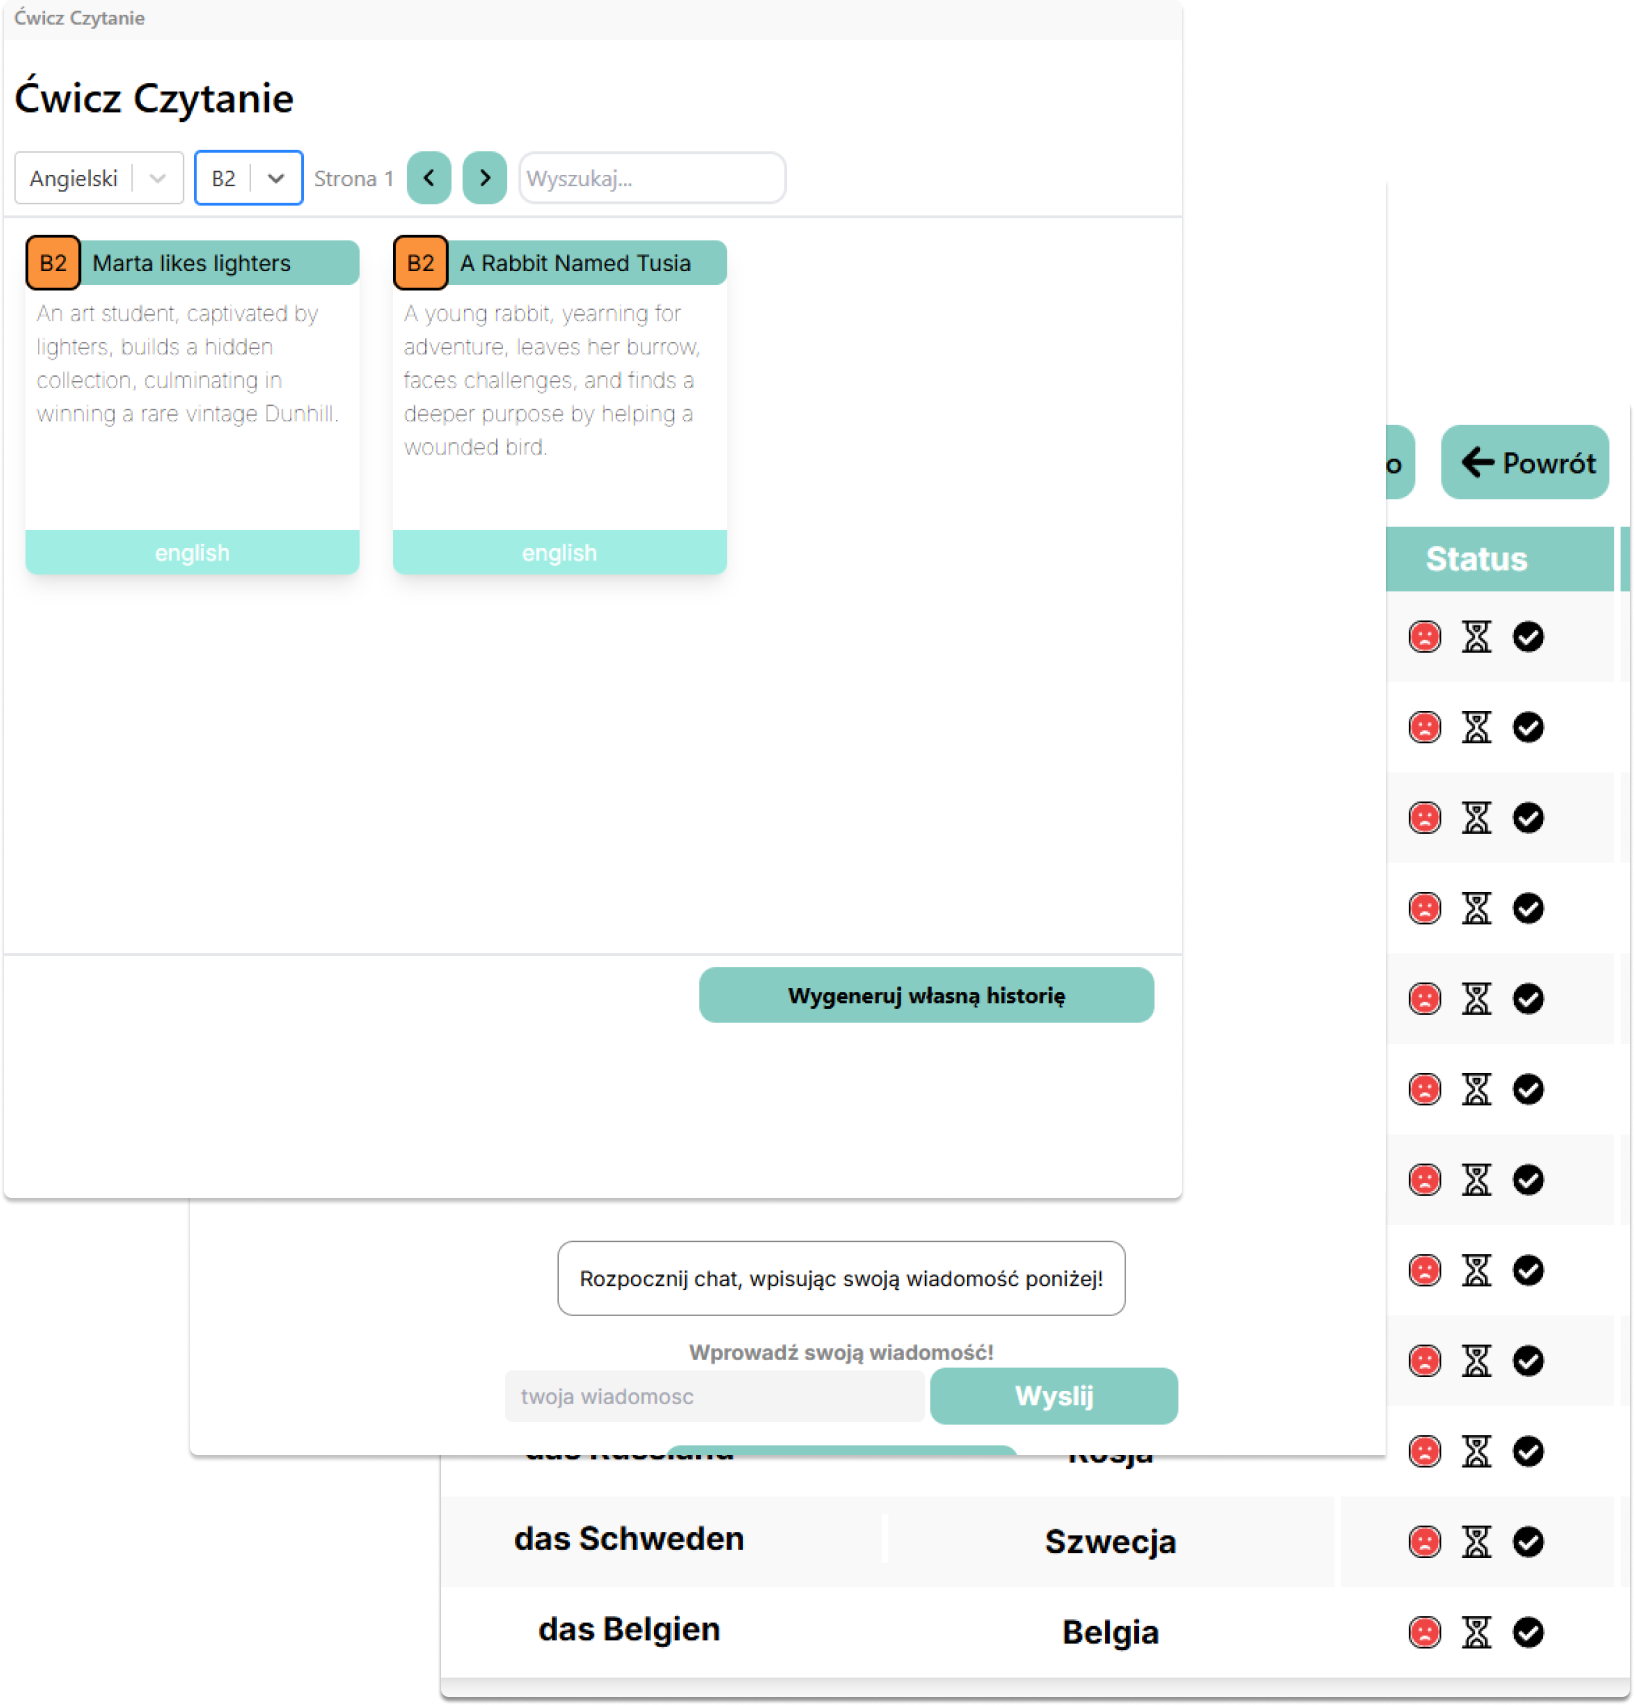 Ćwicz Czytanie
Ćwicz Czytanie
Angielski
B2
Strona 1
Wyszukaj...
B2 Marta likes lighters
An art student, captivated by
lighters, builds a hidden
collection, culminating in
winning a rare vintage Dunhill.
english
B2 A Rabbit Named Tusia
A young rabbit, yearning for
adventure, leaves her burrow,
faces challenges, and finds a
deeper purpose by helping a
wounded bird.
english
Wygeneruj własną historię
Rozpocznij chat, wpisując swoją wiadomość poniżej!
Wprowadź swoją wiadomość!
twoja wiadomosc
Wyslij
Powrót
Status
das Russland Rosja
das Schweden Szwecja
das Belgien Belgia